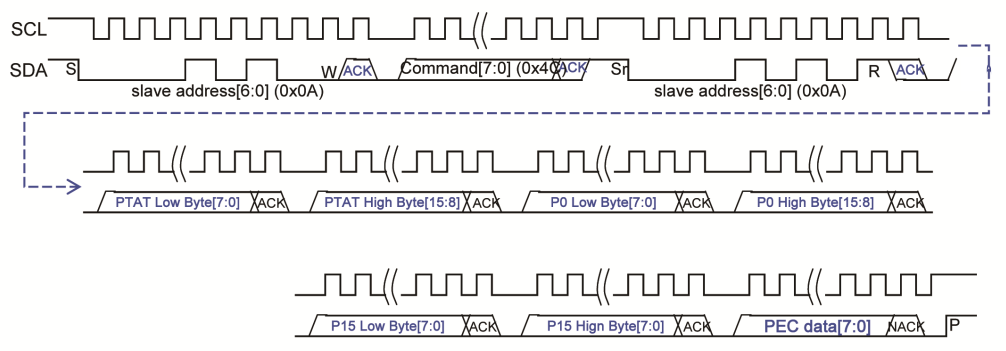 SCL
SDA S W ACK Command[7:0] (0x4C) ACK Sr R ACK
slave address[6:0] (0x0A) slave address[6:0] (0x0A)
PTAT Low Byte[7:0] ACK PTAT High Byte[15:8] ACK P0 Low Byte[7:0] ACK P0 High Byte[15:8] ACK
P15 Low Byte[7:0] ACK P15 Hign Byte[7:0] ACK PEC data[7:0] NACK P